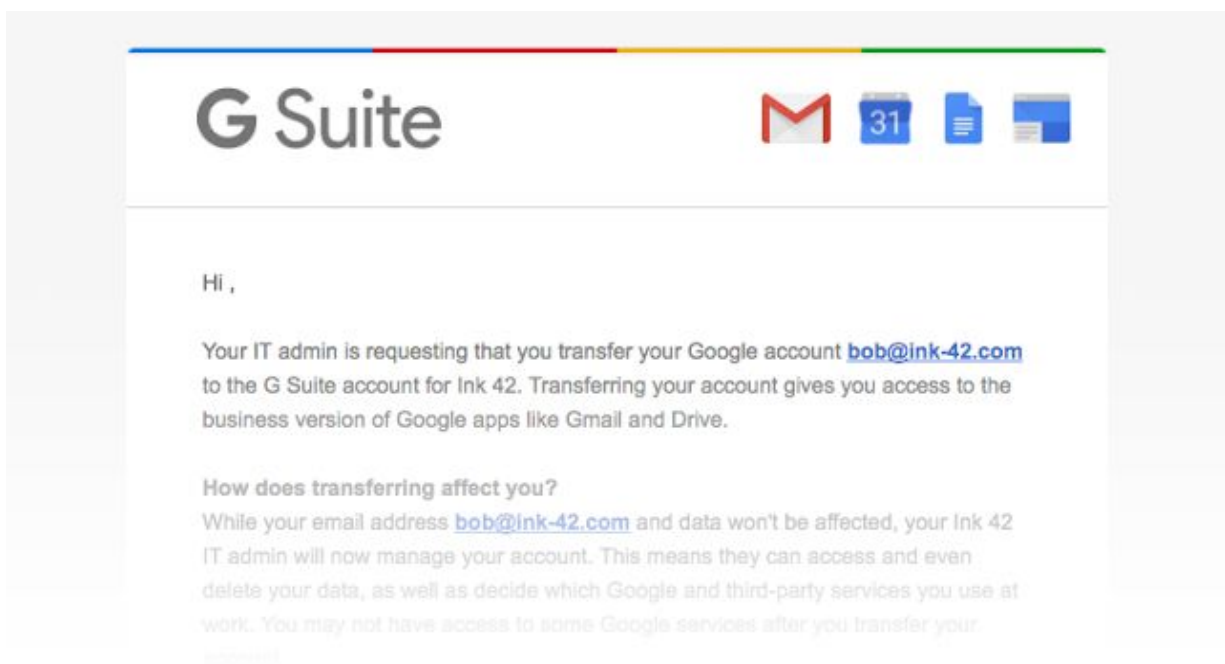 G Suite
31
Hi ,
Your IT admin is requesting that you transfer your Google account bob@ink-42.com
to the G Suite account for Ink 42. Transferring your account gives you access to the
business version of Google apps like Gmail and Drive.
How does transferring affect you?
While your email address bob@ink-42.com and data won't be affected, your Ink 42
IT admin will now manage your account. This means they can access and even
delete your data, as well as decide which Google and third-party services you use at
work. You may not have access to some Google services after you transfer your